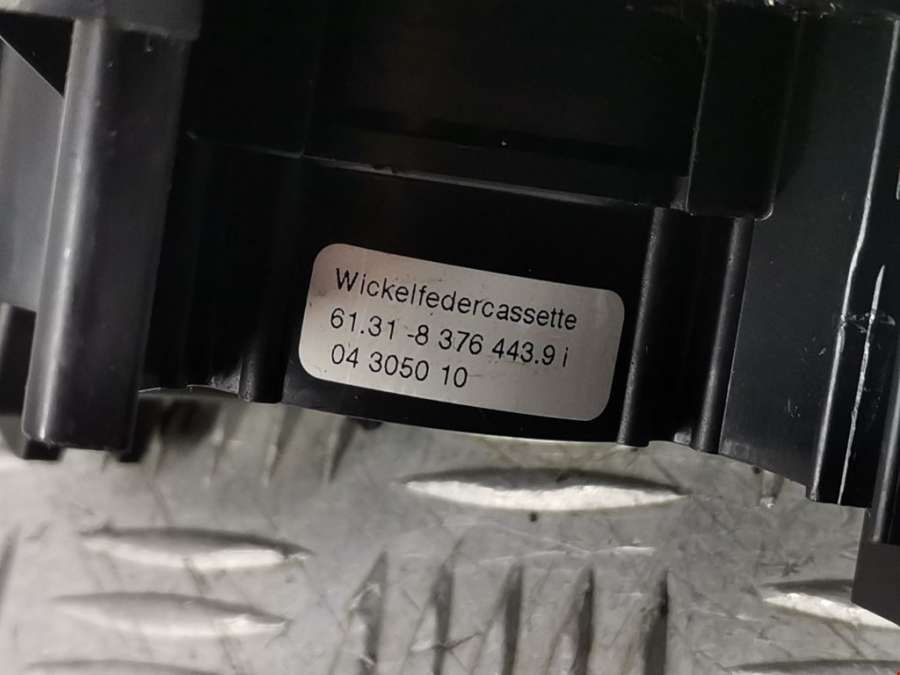 Wickelfedercassette
61.31 -8 376 443.9 i
04 3050 10